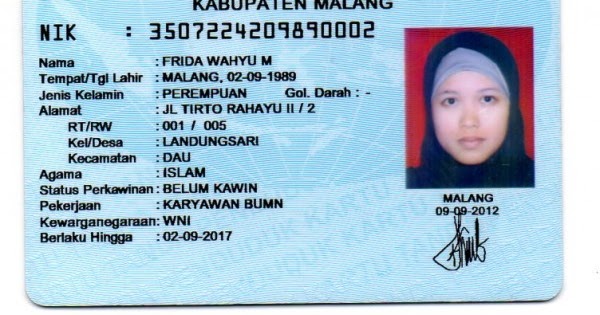 KABUPATEN MALANG
NIK : 3507224209890002
Nama : FRIDA WAHYU M
Tempat/Tgl Lahir : MALANG, 02-09-1989
Jenis Kelamin : PEREMPUAN Gol. Darah : -
Alamat : JL TIRTO RAHAYU II / 2
RT/RW : 001 / 005
Kel/Desa : LANDUNGSARI
Kecamatan : DAU
Agama : ISLAM
Status Perkawinan: BELUM KAWIN
Pekerjaan : KARYAWAN BUMN
Kewarganegaraan: WNI
Berlaku Hingga : 02-09-2017
MALANG
09-09-2012